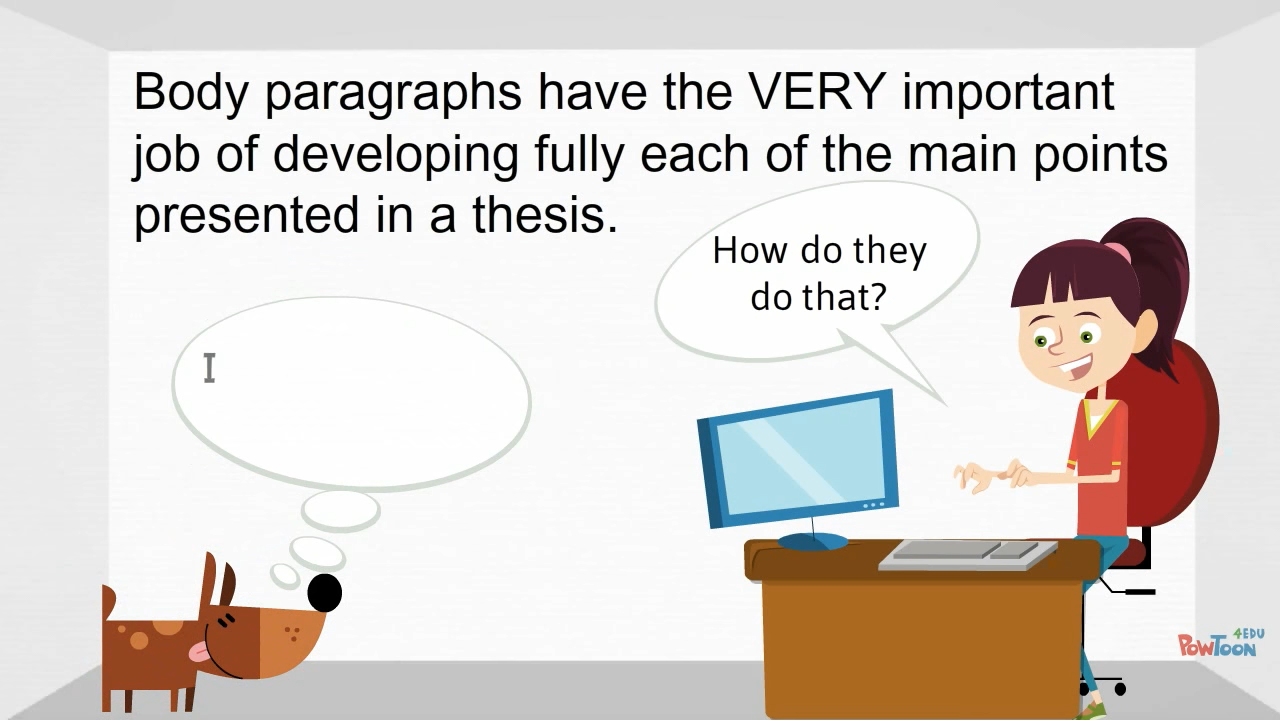 Body paragraphs have the VERY important
job of developing fully each of the main points
presented in a thesis.
How do they
do that?
I
4EDU
PowToon